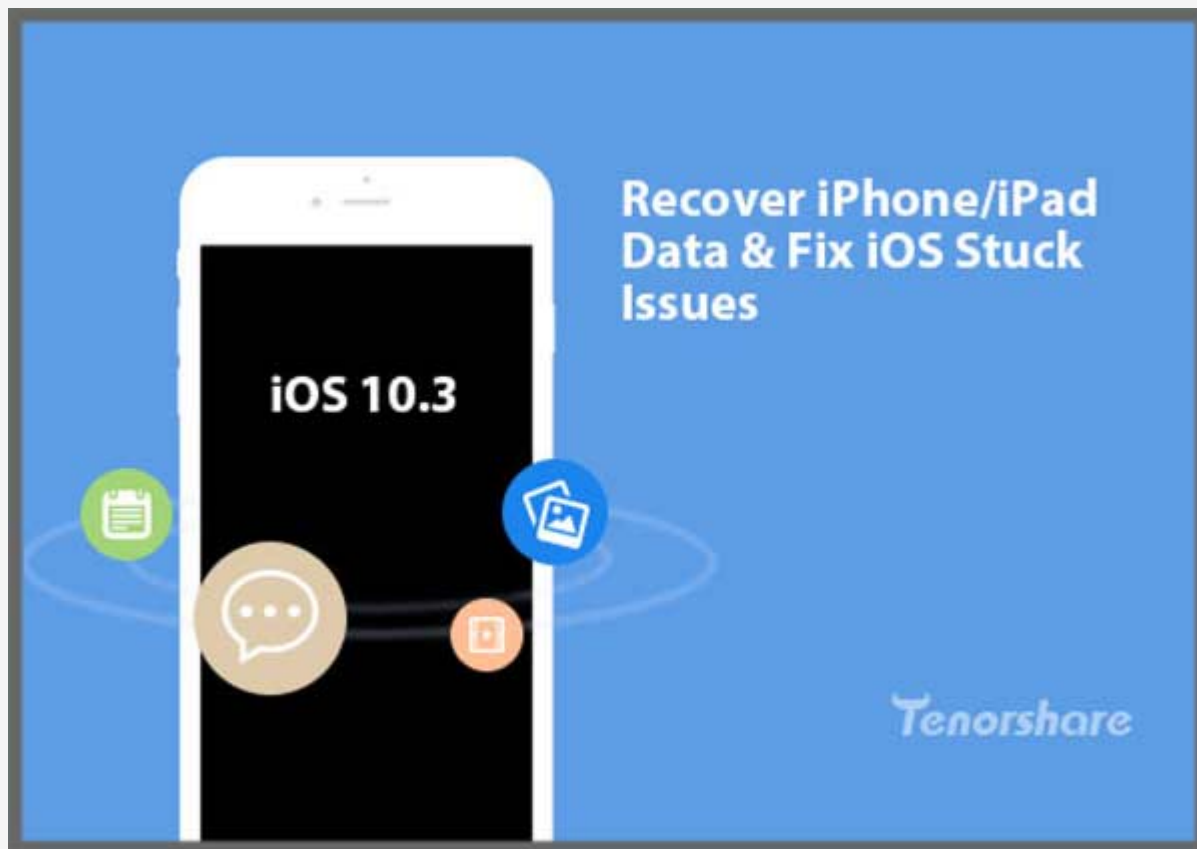 Recover iPhone/iPad
Data & Fix iOS Stuck
Issues
iOS 10.3
Tenorshare